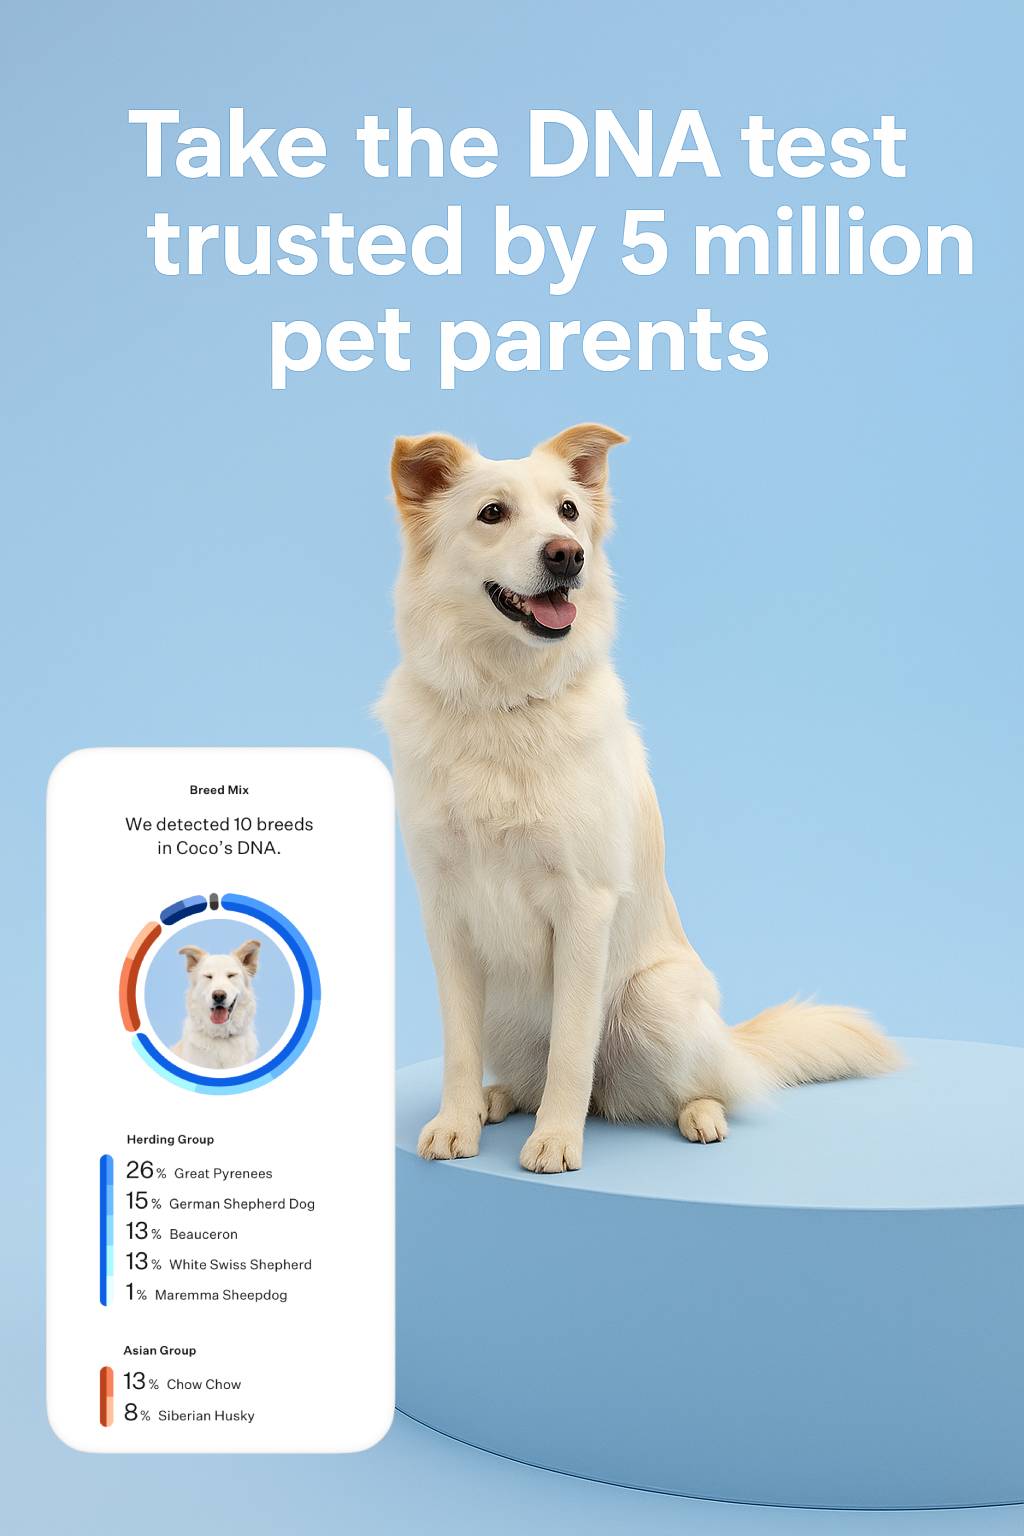 Take the DNA test
trusted by 5 million
pet parents
Breed Mix
We detected 10 breeds
in Coco's DNA.
Herding Group
26% Great Pyrenees
15% German Shepherd Dog
13% Beauceron
13% White Swiss Shepherd
1% Maremma Sheepdog
Asian Group
13% Chow Chow
8% Siberian Husky